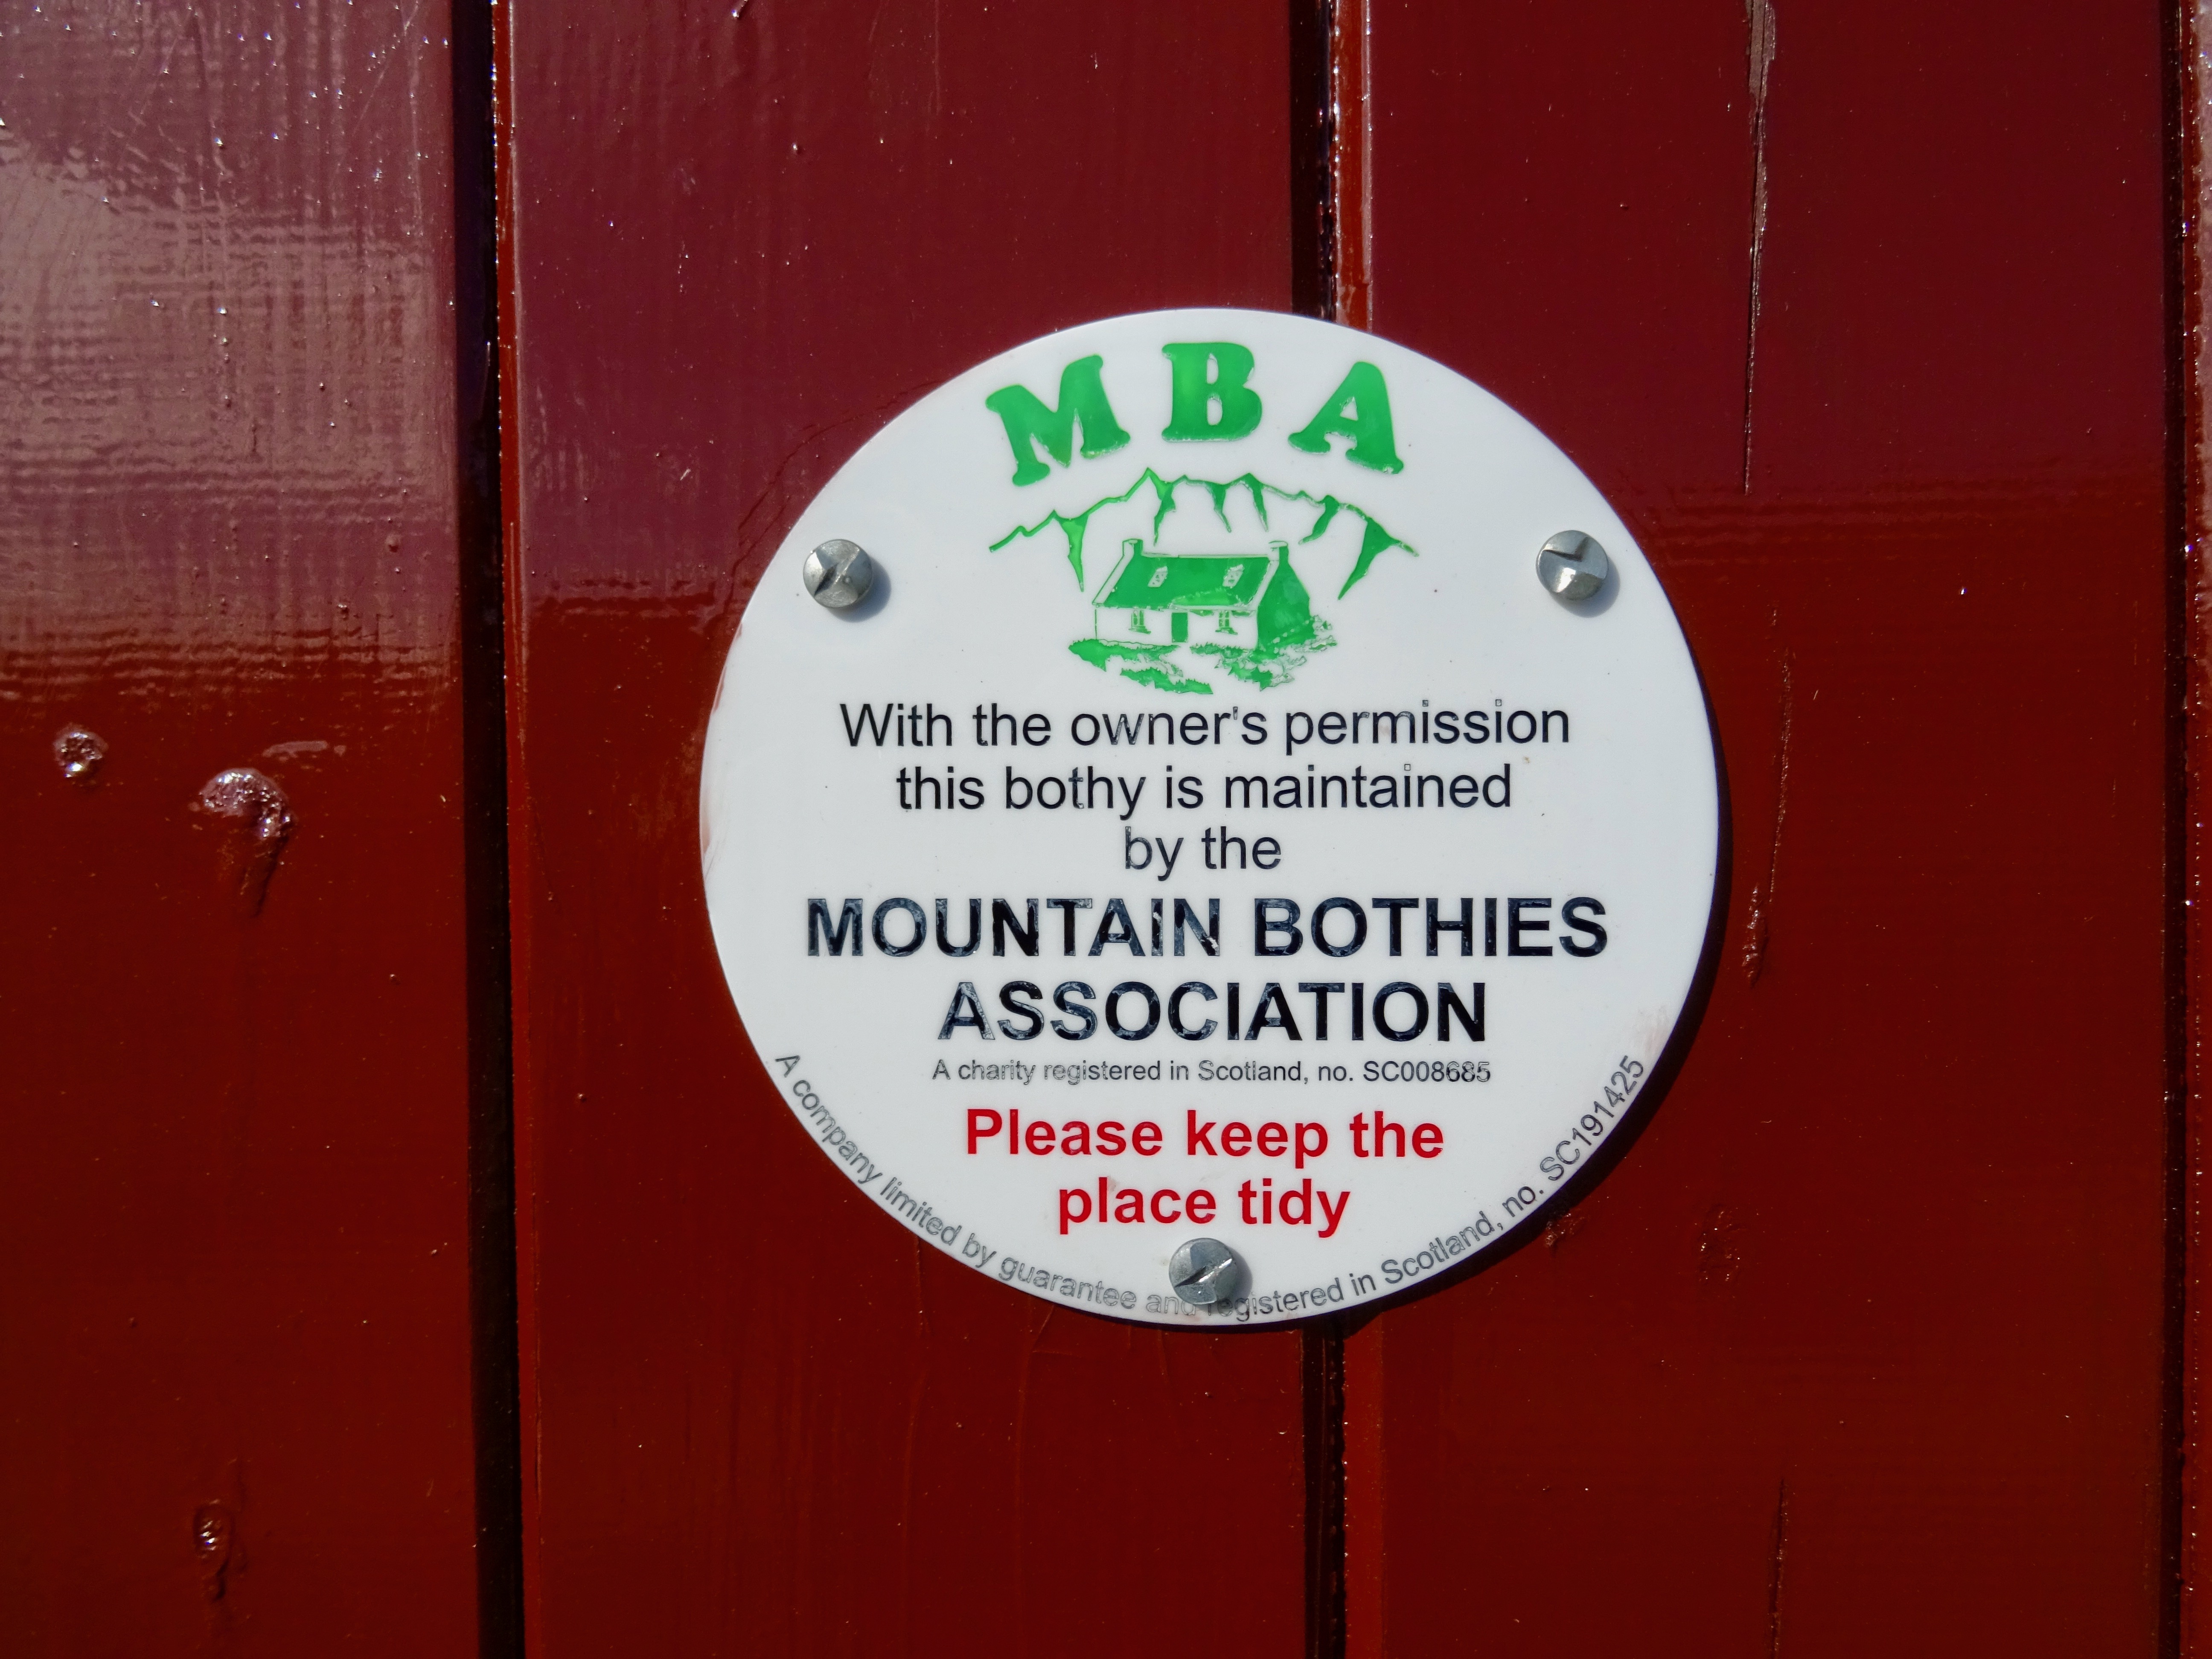 MBA
With the owner's permission
this bothy is maintained
by the
MOUNTAIN BOTHIES
ASSOCIATION
A charity registered in Scotland, no. SC008685
Please keep the
place tidy
A company limited by guarantee and registered in Scotland, no. SC191425